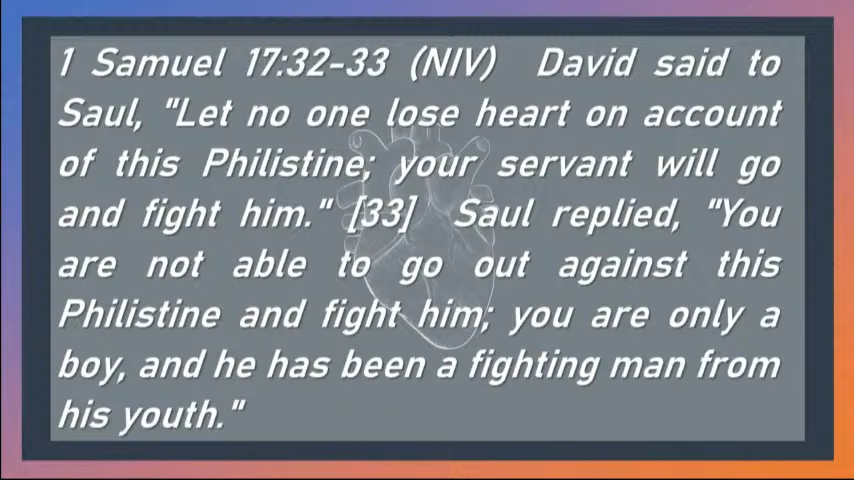 1 Samuel 17:32-33 (NIV) David said to
Saul, "Let no one lose heart on account
of this Philistine; your servant will go
and fight him." [33] Saul replied, "You
are not able to go out against this
Philistine and fight him; you are only a
boy, and he has been a fighting man from
his youth."